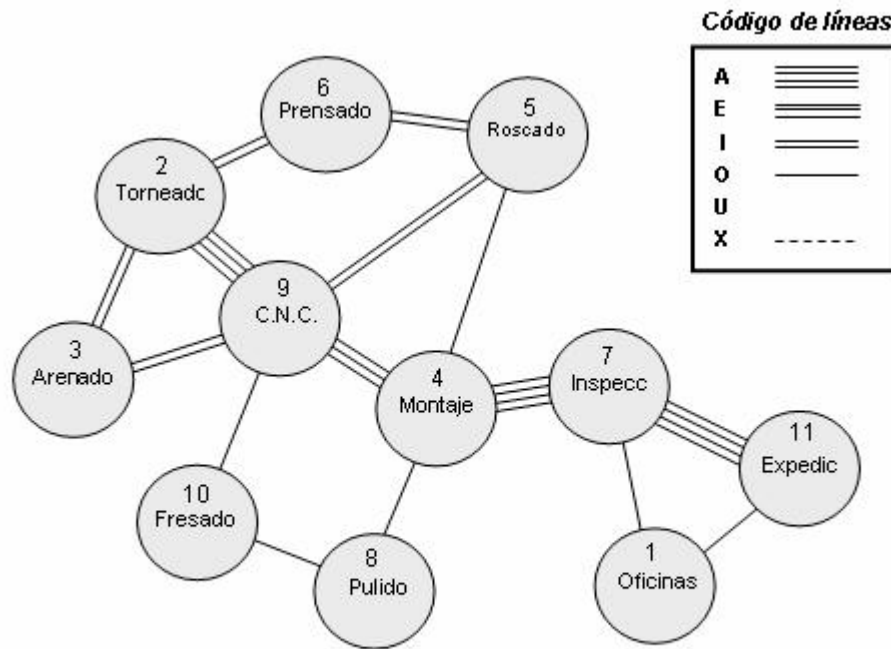 Código de líneas
A
E
I
O
U
X
6
Prensado
5
Roscado
2
Torneadc
9
C.N.C.
3
Arenado
4
Montaje
7
Inspecc
11
Expedic
10
Fresado
8
Pulido
1
Oficinas